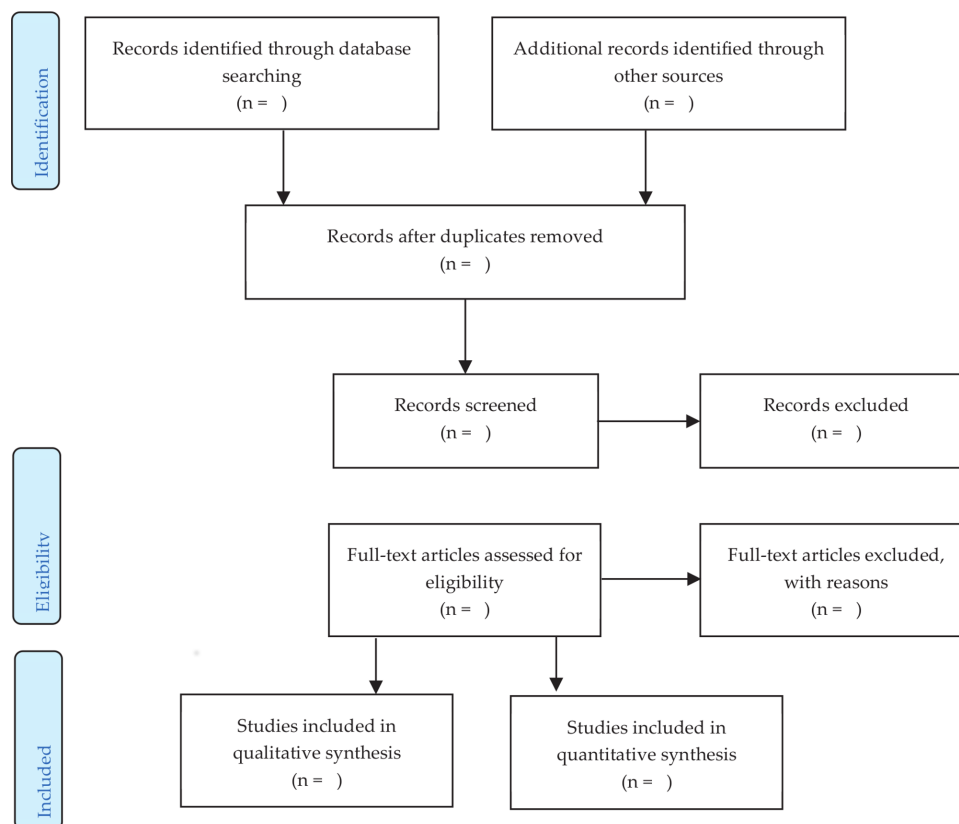 Identification
Records identified through database
searching
(n =   )
Additional records identified through
other sources
(n =   )
Records after duplicates removed
(n =   )
Records screened
(n =   )
Records excluded
(n =   )
Eligibility
Full-text articles assessed for
eligibility
(n =   )
Full-text articles excluded,
with reasons
(n =   )
Included
Studies included in
qualitative synthesis
(n =   )
Studies included in
quantitative synthesis
(n =   )